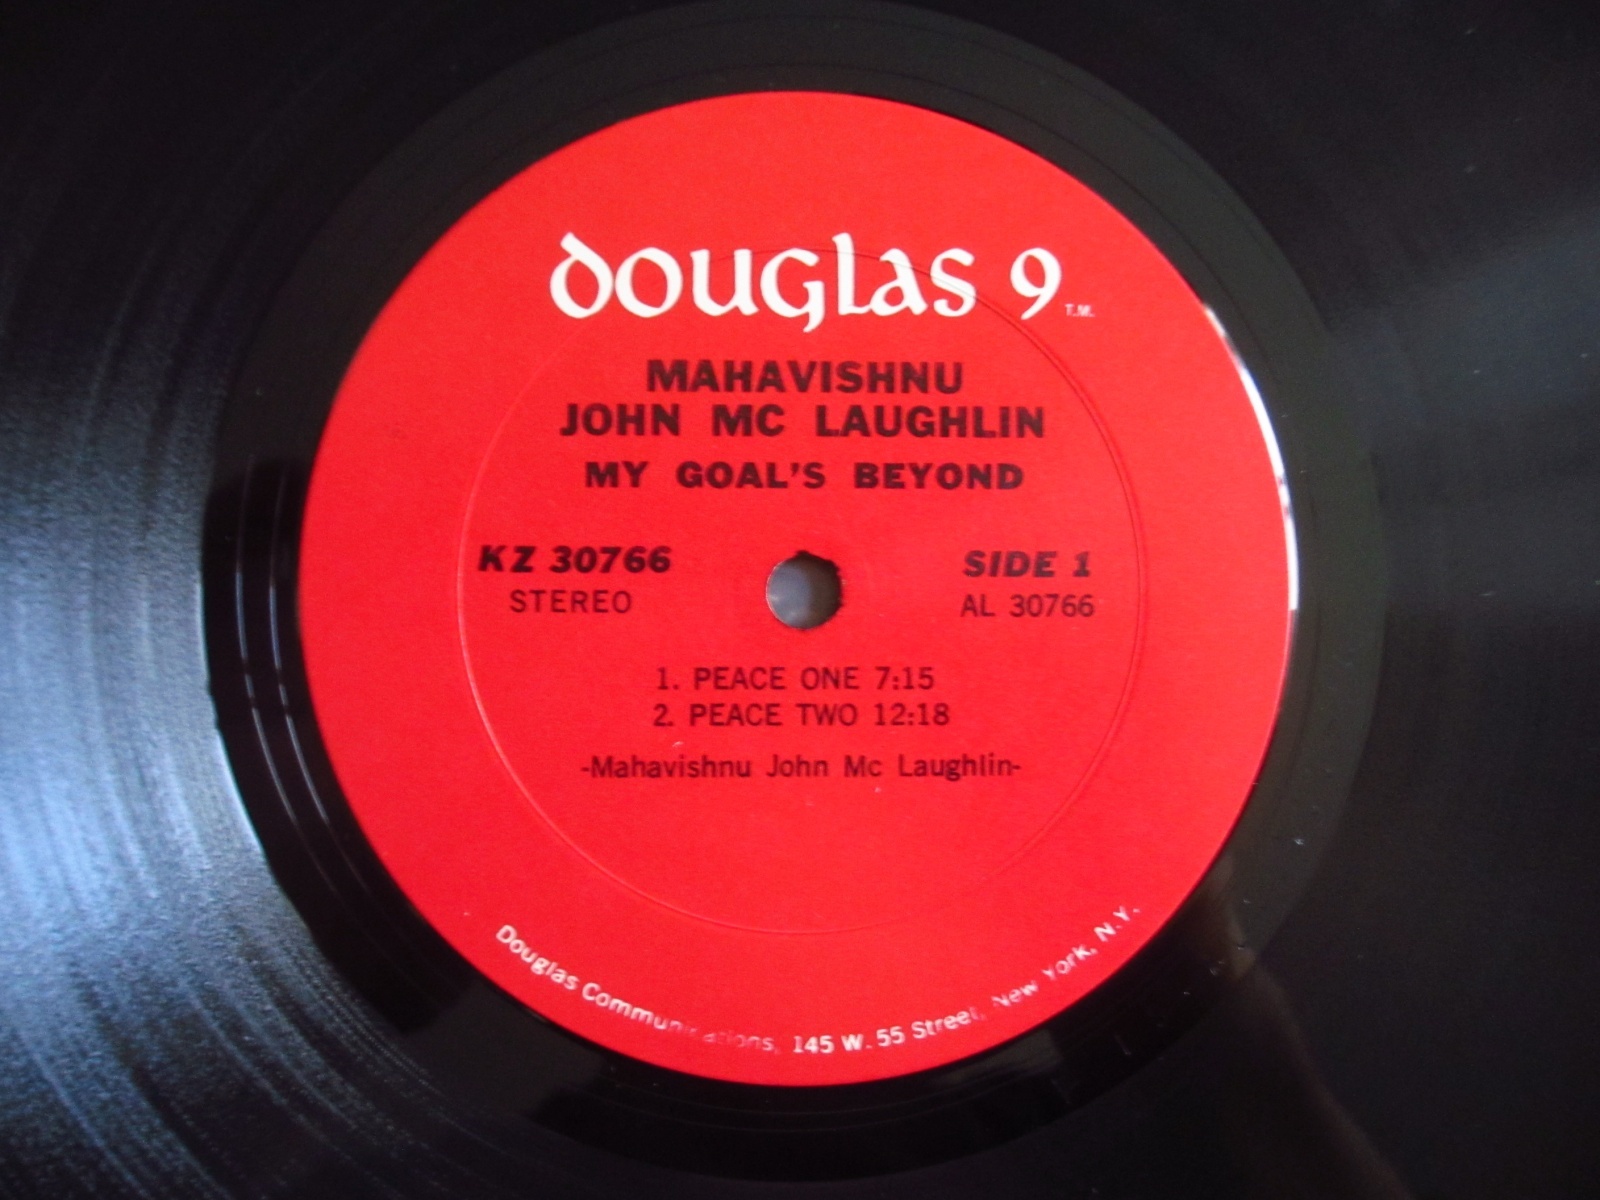 douglas 9 T.M.
MAHAVISHNU
JOHN MC LAUGHLIN
MY GOAL'S BEYOND
KZ 30766
STEREO
SIDE 1
AL 30766
1. PEACE ONE 7:15
2. PEACE TWO 12:18
-Mahavishnu John Mc Laughlin-
Douglas Communications, 145 W. 55 Street, New York, N.Y.